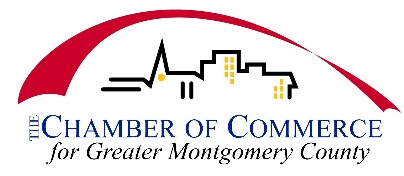 THE CHAMBER OF COMMERCE
for Greater Montgomery County